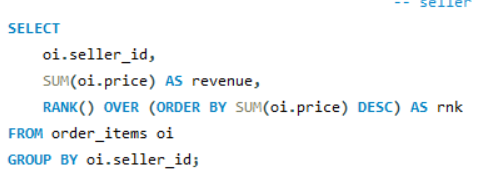 -- seller
SELECT
    oi.seller_id,
    SUM(oi.price) AS revenue,
    RANK() OVER (ORDER BY SUM(oi.price) DESC) AS rnk
FROM order_items oi
GROUP BY oi.seller_id;